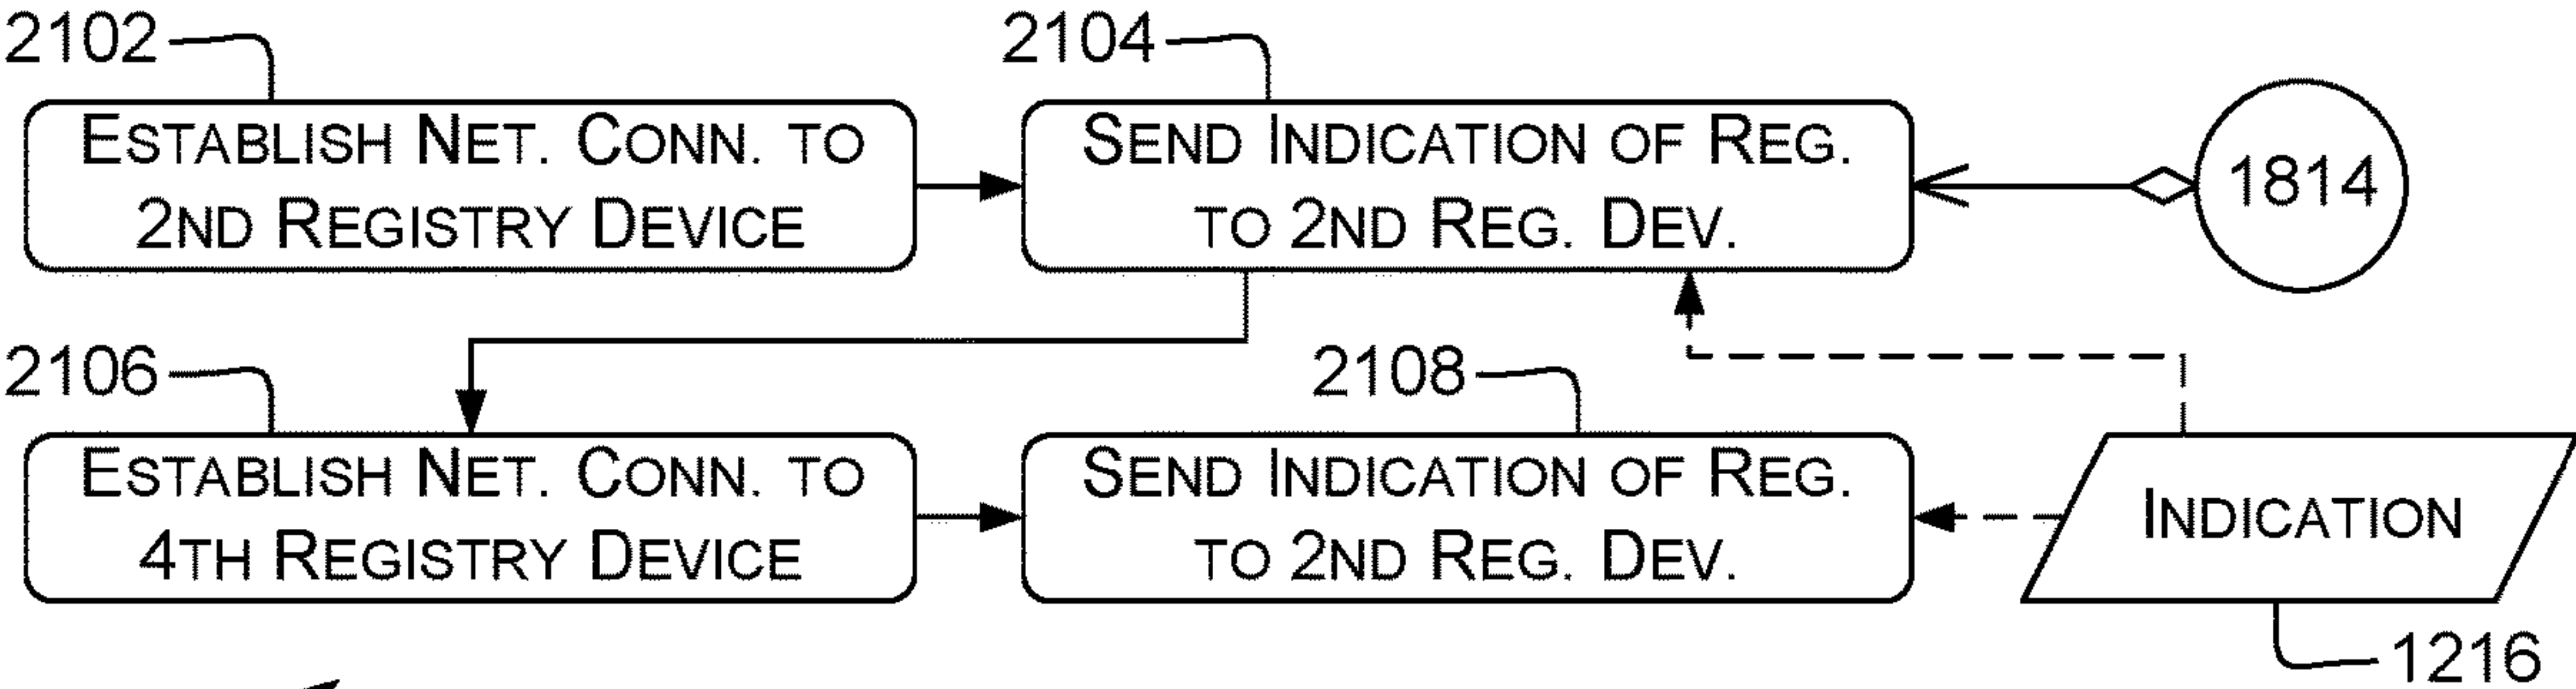 2102
2104
ESTABLISH NET. CONN. TO
2ND REGISTRY DEVICE
SEND INDICATION OF REG.
TO 2ND REG. DEV.
1814
2106
2108
ESTABLISH NET. CONN. TO
4TH REGISTRY DEVICE
SEND INDICATION OF REG.
TO 2ND REG. DEV.
INDICATION
1216